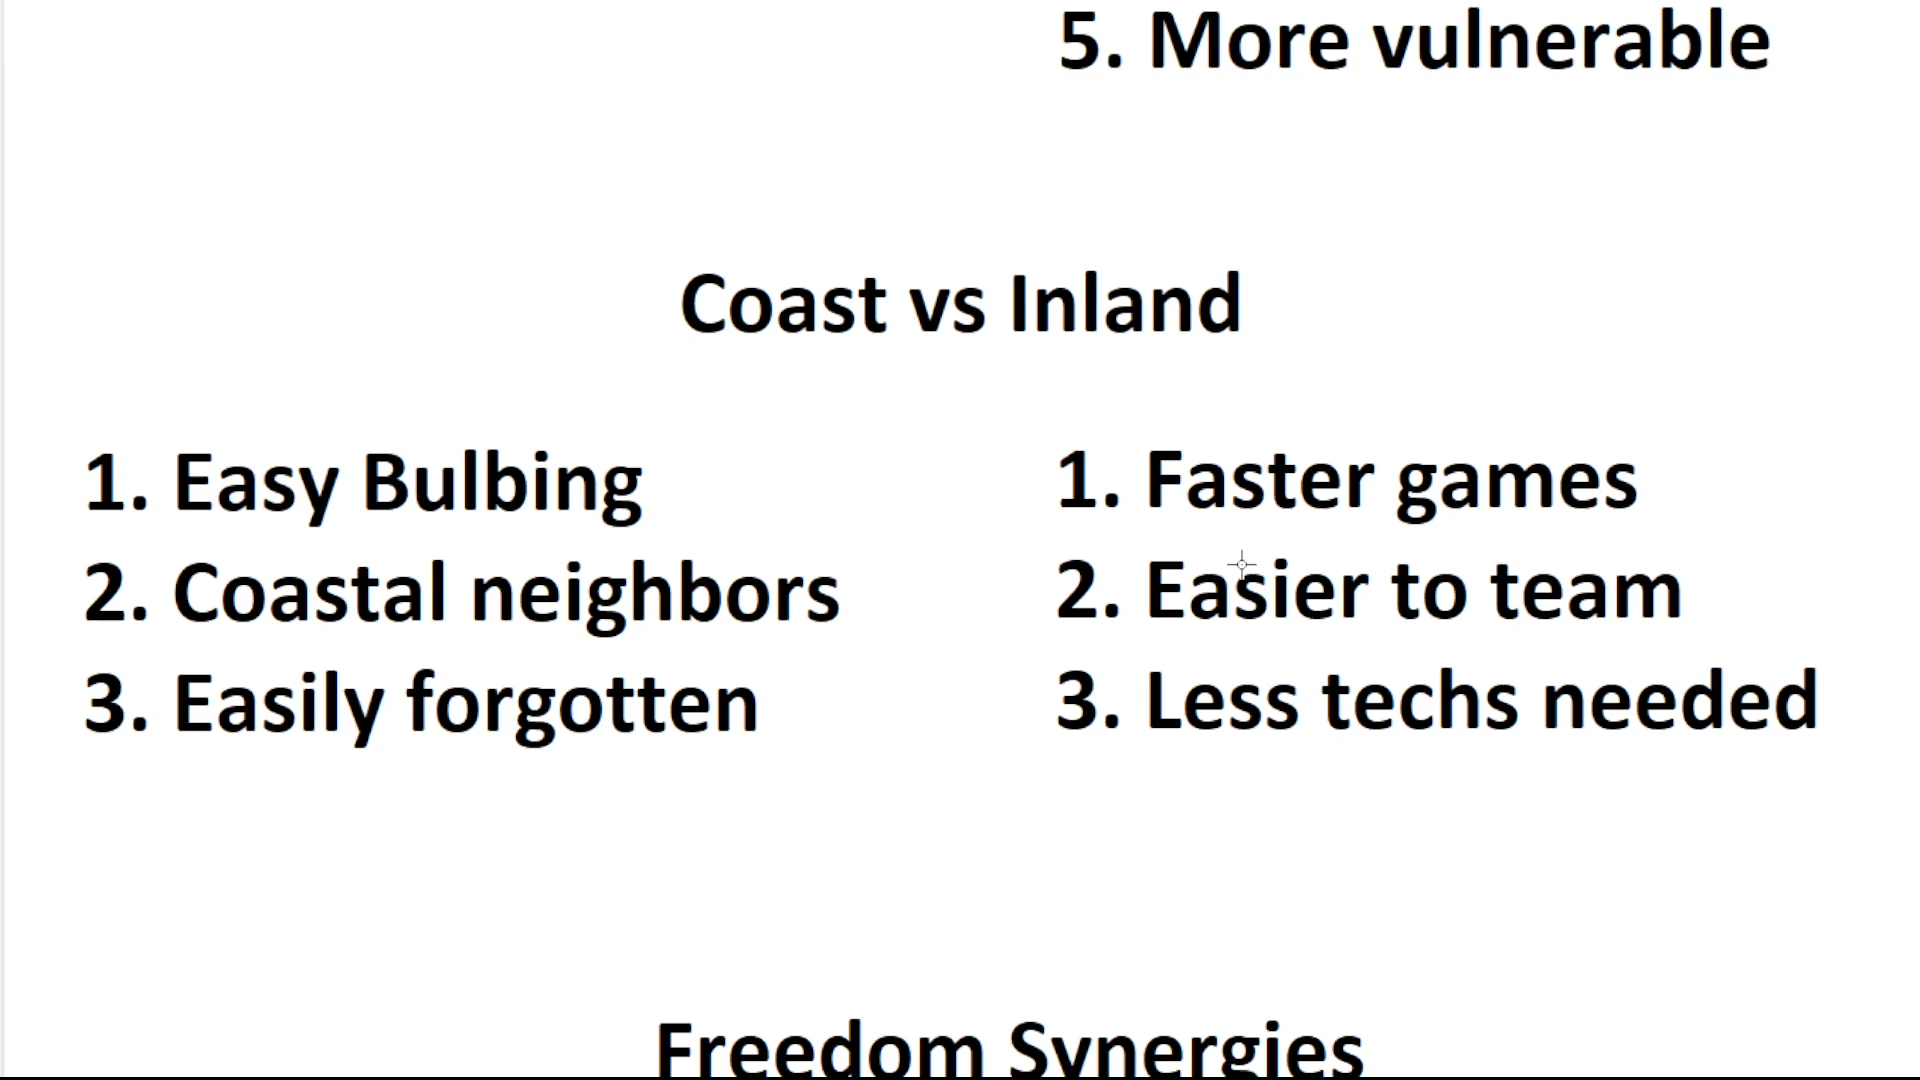 5. More vulnerable
Coast vs Inland
1. Easy Bulbing
2. Coastal neighbors
3. Easily forgotten
1. Faster games
2. Easier to team
3. Less techs needed
Freedom Synergies